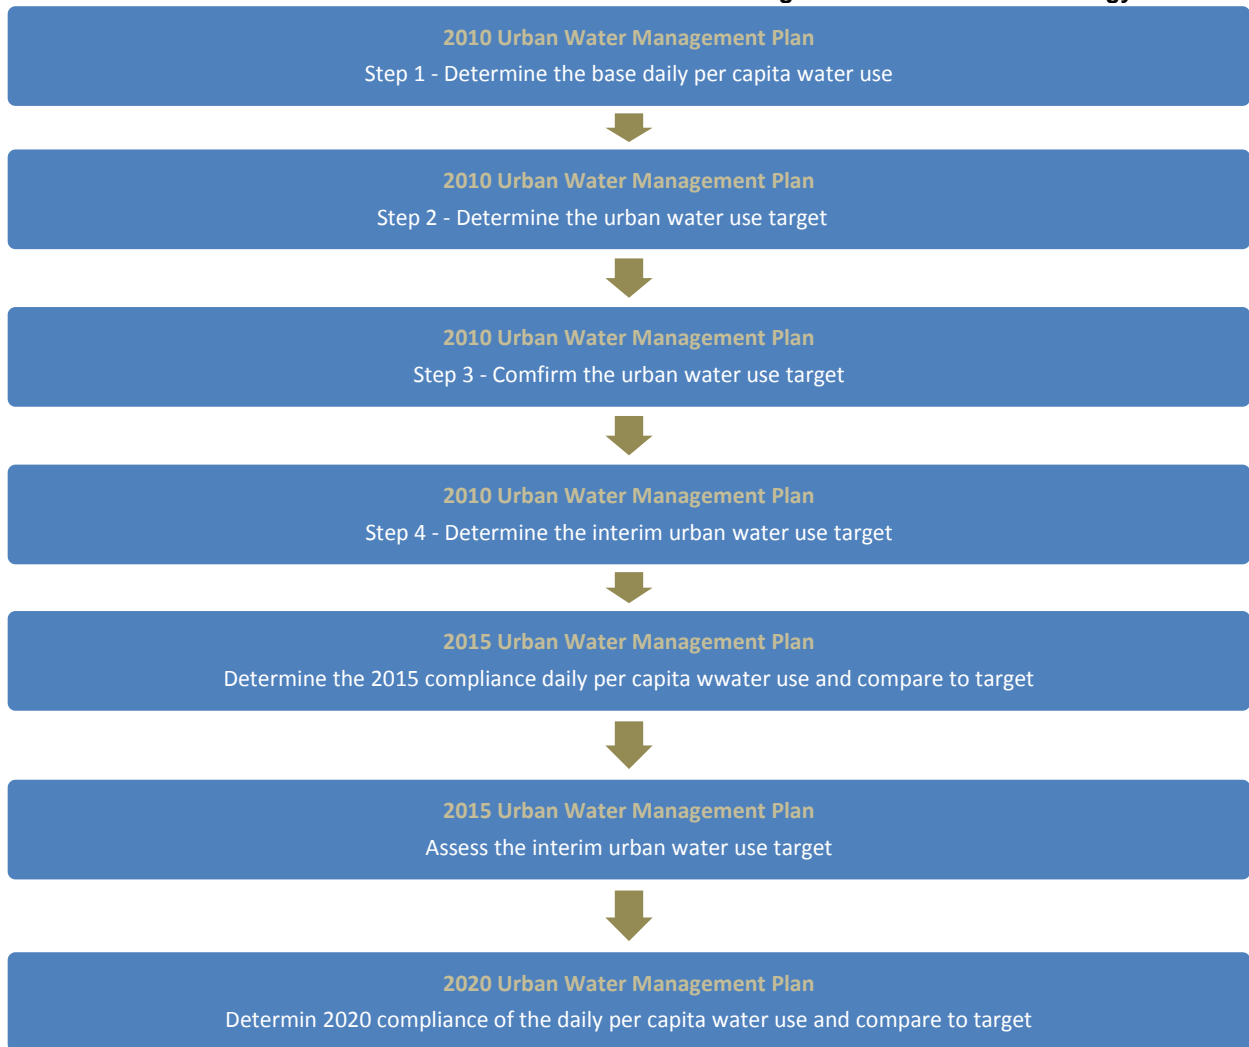 2010 Urban Water Management Plan
Step 1 - Determine the base daily per capita water use
2010 Urban Water Management Plan
Step 2 - Determine the urban water use target
2010 Urban Water Management Plan
Step 3 - Comfirm the urban water use target
2010 Urban Water Management Plan
Step 4 - Determine the interim urban water use target
2015 Urban Water Management Plan
Determine the 2015 compliance daily per capita wwater use and compare to target
2015 Urban Water Management Plan
Assess the interim urban water use target
2020 Urban Water Management Plan
Determin 2020 compliance of the daily per capita water use and compare to target